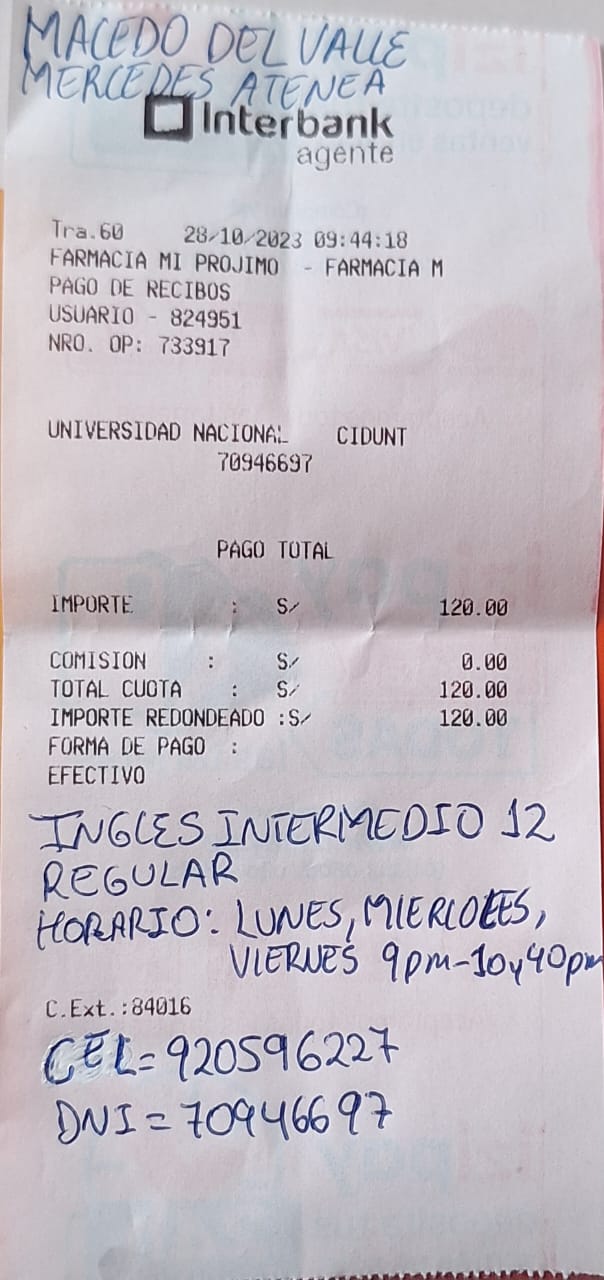 MACEDO DEL VALLE
MERCEDES ATENEA
Interbank
agente
Tra.60 28/10/2023 09:44:18
FARMACIA MI PROJIMO - FARMACIA M
PAGO DE RECIBOS
USUARIO - 824951
NRO. OP: 733917
UNIVERSIDAD NACIONAL CIDUNT
70946697
PAGO TOTAL
IMPORTE : S/ 120.00
COMISION : S/ 0.00
TOTAL CUOTA : S/ 120.00
IMPORTE REDONDEADO :S/ 120.00
FORMA DE PAGO :
EFECTIVO
INGLES INTERMEDIO 12
REGULAR
HORARIO: LUNES, MIERCOLES,
VIERNES 9pm-10y40pm
C.Ext.:84016
CEL=920596227
DNI=70946697